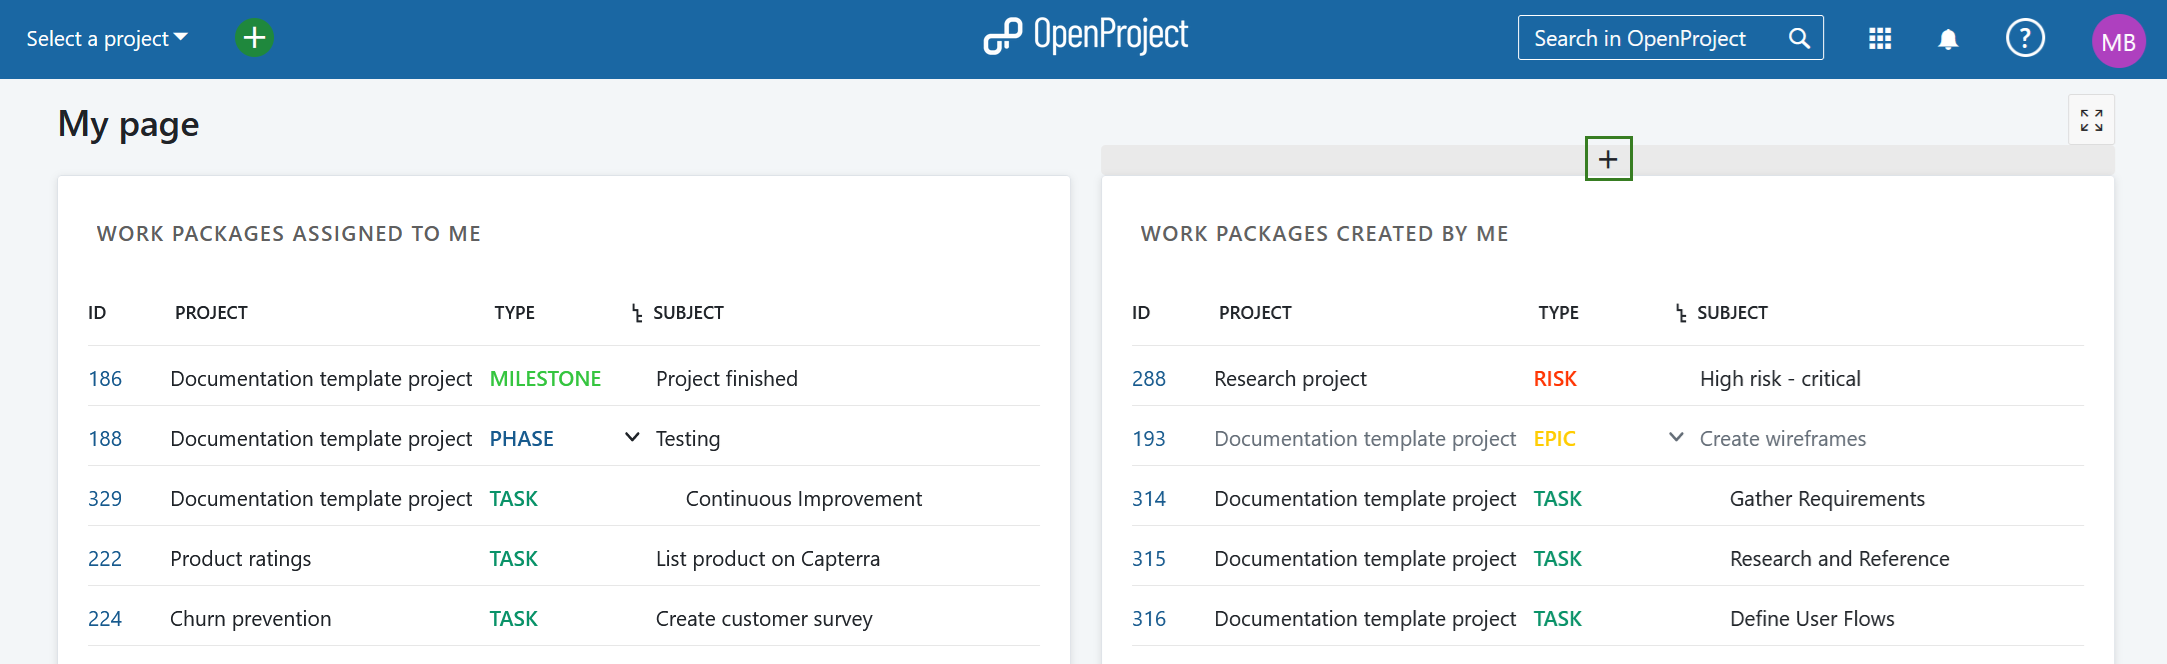 Select a project
OpenProject
Search in OpenProject
?
MB
My page
WORK PACKAGES ASSIGNED TO ME
ID PROJECT TYPE SUBJECT
186 Documentation template project MILESTONE Project finished
188 Documentation template project PHASE Testing
329 Documentation template project TASK Continuous Improvement
222 Product ratings TASK List product on Capterra
224 Churn prevention TASK Create customer survey
WORK PACKAGES CREATED BY ME
ID PROJECT TYPE SUBJECT
288 Research project RISK High risk - critical
193 Documentation template project EPIC Create wireframes
314 Documentation template project TASK Gather Requirements
315 Documentation template project TASK Research and Reference
316 Documentation template project TASK Define User Flows